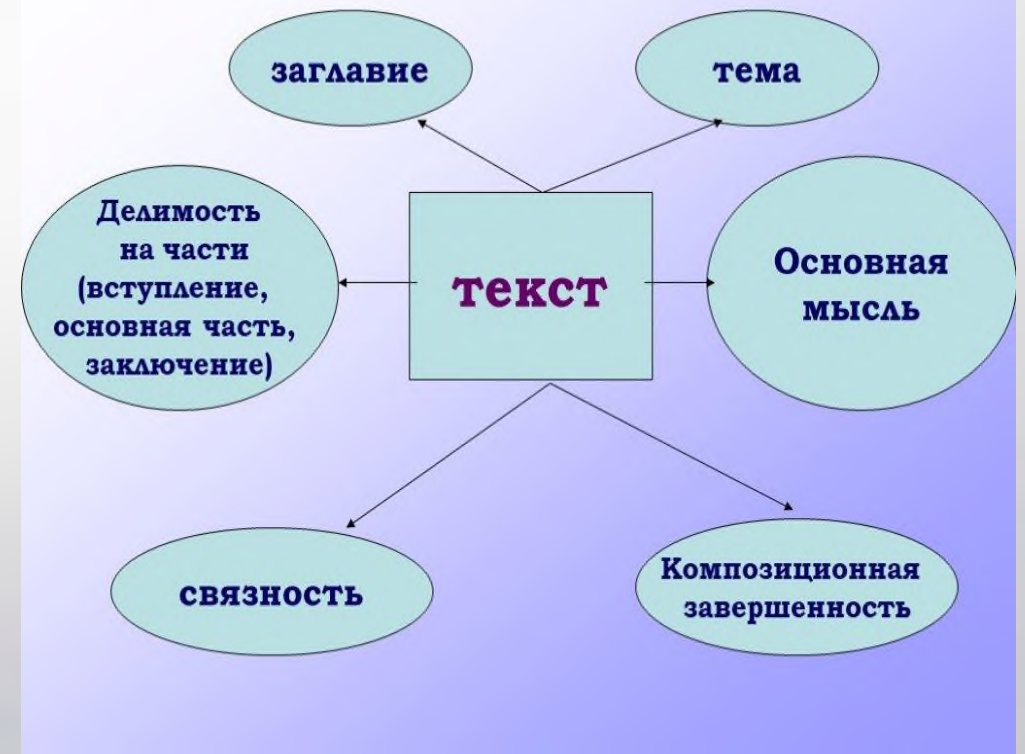 заглавие
тема
Делимость
на части
(вступление,
основная часть,
заключение)
текст
Основная
мысль
связность
Композиционная
завершенность